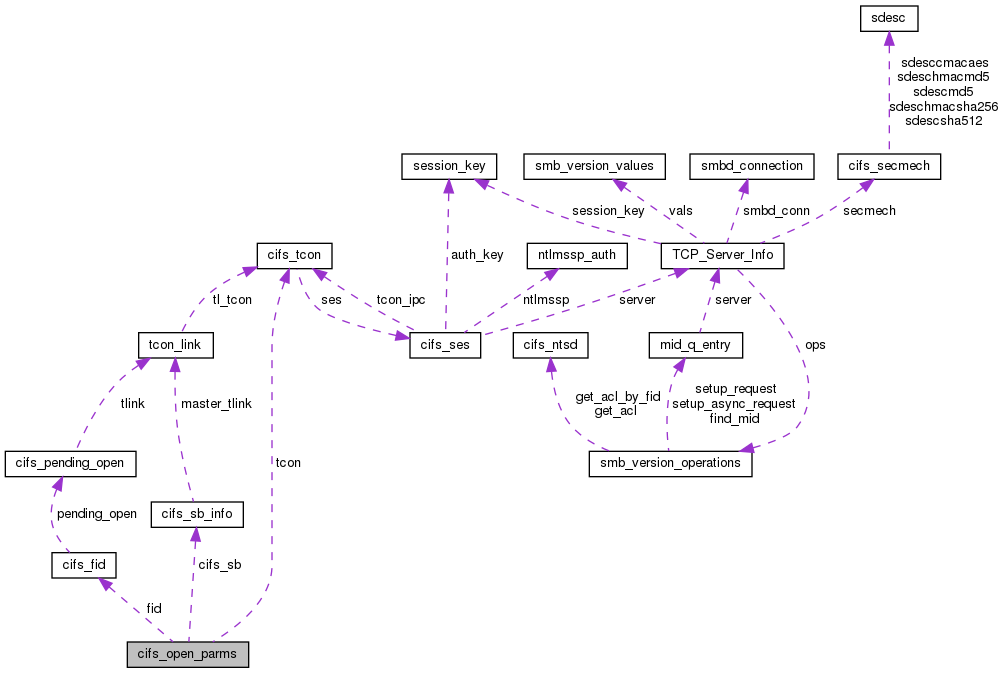 sdesc
sdesccmacaes
sdeschmacmd5
sdescmd5
sdeschmacsha256
sdescsha512
session_key
smb_version_values
smbd_connection
cifs_secmech
session_key
vals
smbd_conn
secmech
cifs_tcon
auth_key
ntlmssp_auth
TCP_Server_Info
tl_tcon
ses
tcon_ipc
ntlmssp
server
server
tcon_link
cifs_ses
cifs_ntsd
mid_q_entry
ops
tlink
master_tlink
get_acl_by_fid
get_acl
setup_request
setup_async_request
find_mid
cifs_pending_open
tcon
smb_version_operations
pending_open
cifs_sb_info
cifs_fid
cifs_sb
fid
cifs_open_parms